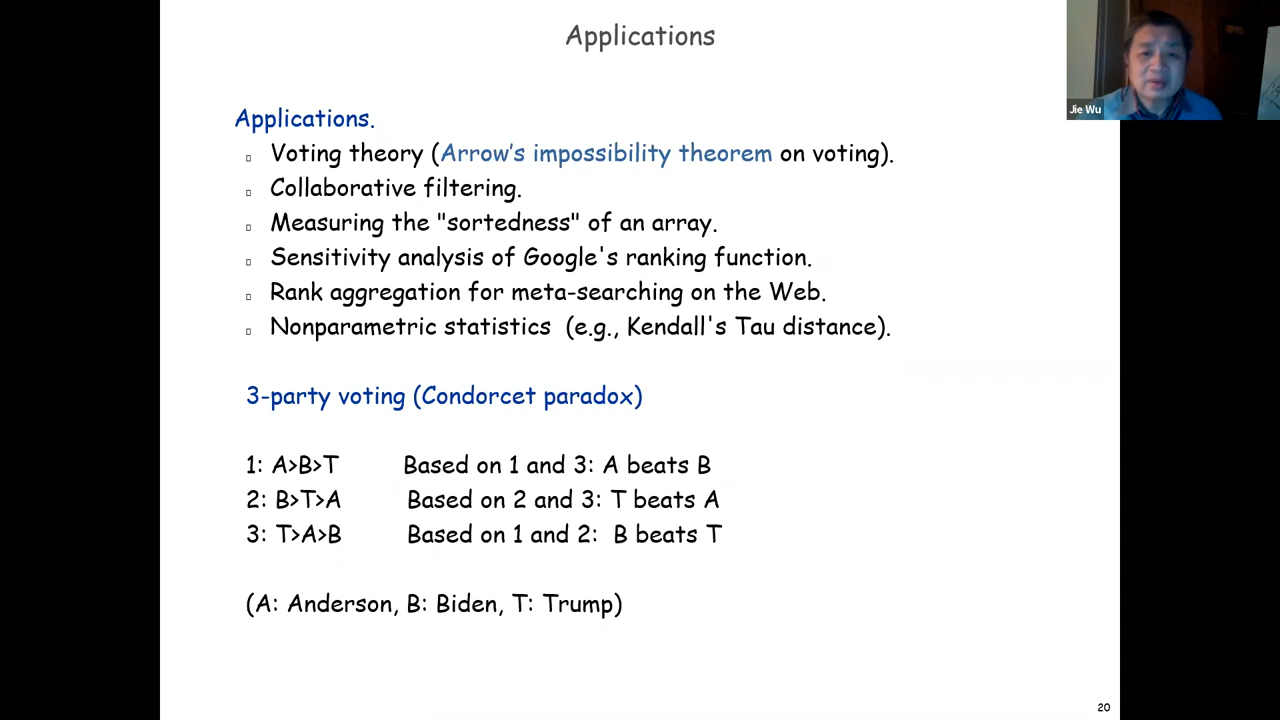 Applications
Jie Wu
Applications.
Voting theory (Arrow’s impossibility theorem on voting).
Collaborative filtering.
Measuring the "sortedness" of an array.
Sensitivity analysis of Google's ranking function.
Rank aggregation for meta-searching on the Web.
Nonparametric statistics (e.g., Kendall's Tau distance).
3-party voting (Condorcet paradox)
1: A>B>T Based on 1 and 3: A beats B
2: B>T>A Based on 2 and 3: T beats A
3: T>A>B Based on 1 and 2: B beats T
(A: Anderson, B: Biden, T: Trump)
20